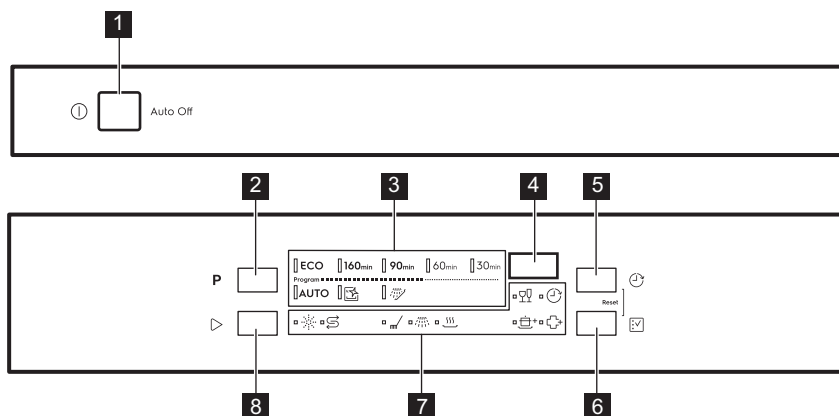 1
Auto Off
2 3 4 5
ECO 160min 90min 60min 30min
P
Program
AUTO
Reset
8 7 6